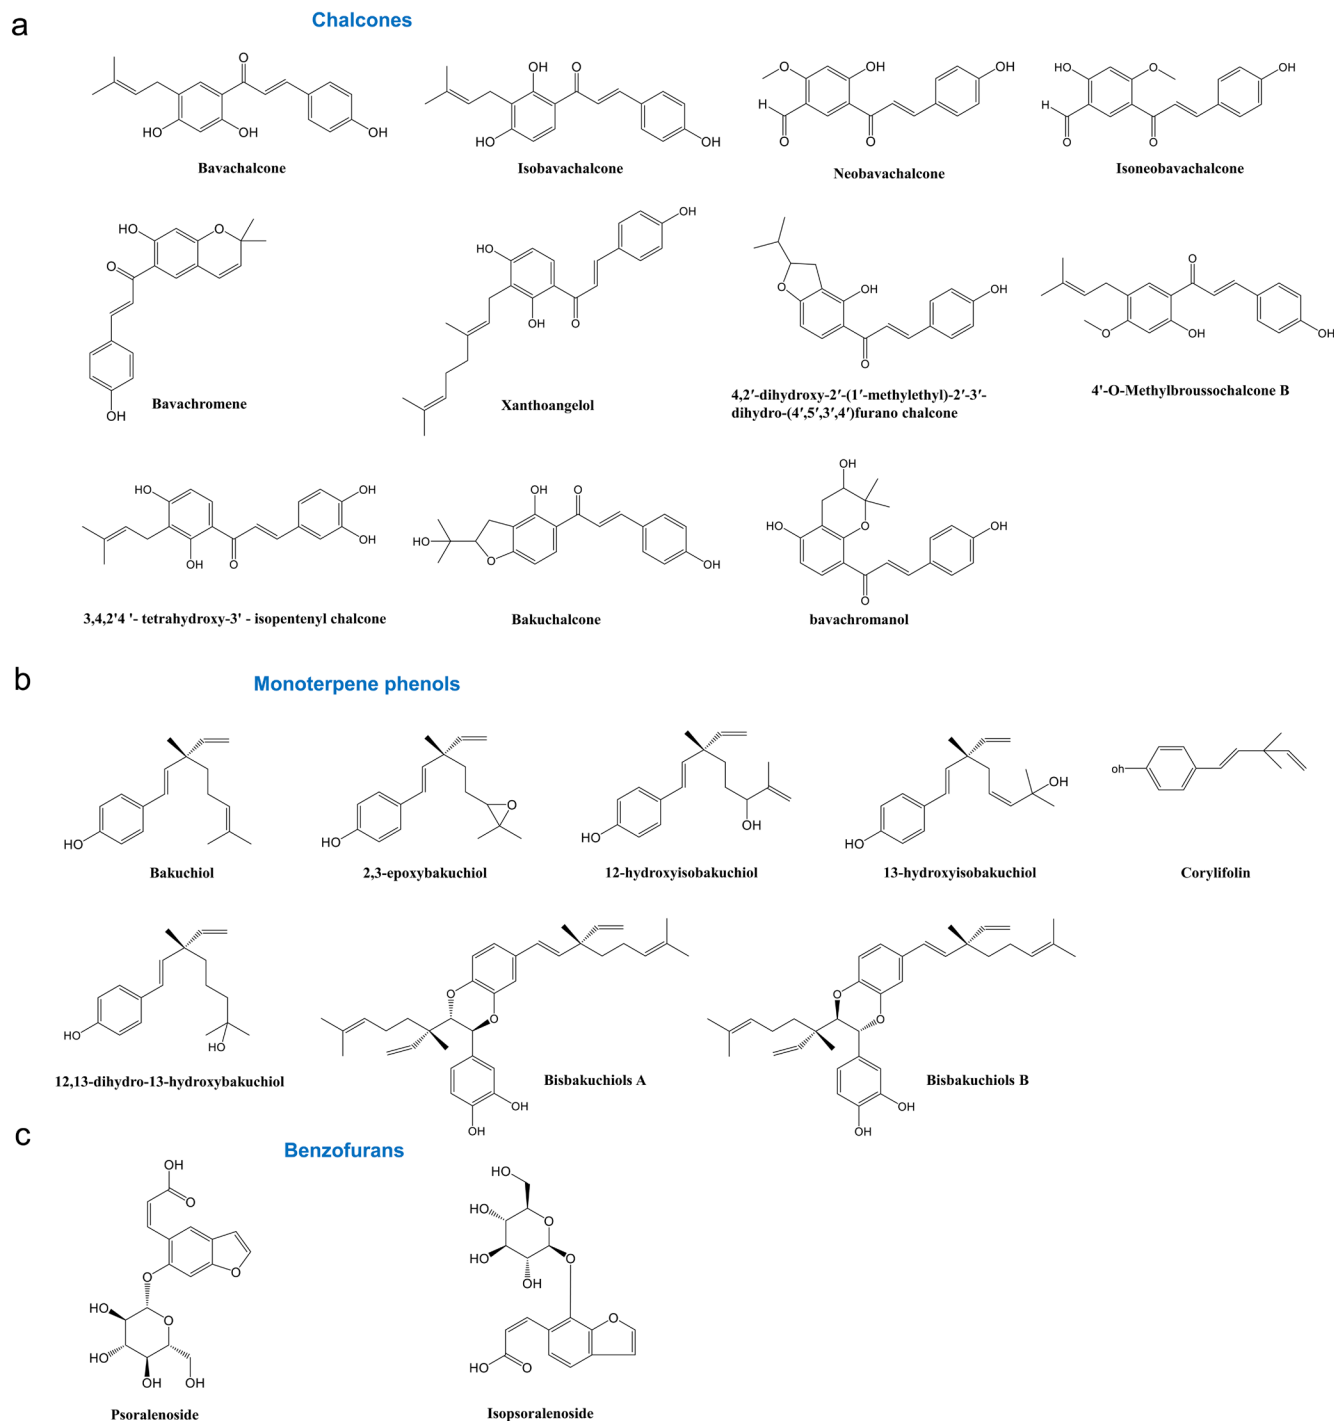 a
Chalcones
O
HO
OH
OH
Bavachalcone
OH
O
HO
OH
Isobavachalcone
O
OH
OH
H
O
O
Neobavachalcone
HO
O
OH
H
O
O
Isoneobavachalcone
HO
O
O
OH
Bavachromene
OH
HO
OH
O
Xanthoangelol
O
OH
OH
O
4,2′-dihydroxy-2′-(1′-methylethyl)-2′-3′-
dihydro-(4′,5′,3′,4′)furano chalcone
O
O
OH
OH
4'-O-Methylbroussochalcone B
HO
OH
OH
OH
O
3,4,2'4 '- tetrahydroxy-3' - isopentenyl chalcone
OH
O
HO
O
OH
Bakuchalcone
OH
HO
O
OH
O
bavachromanol
b
Monoterpene phenols
HO
Bakuchiol
O
HO
2,3-epoxybakuchiol
HO
OH
12-hydroxyisobakuchiol
OH
HO
13-hydroxyisobakuchiol
oh
Corylifolin
HO
HO
12,13-dihydro-13-hydroxybakuchiol
O
O
OH
OH
Bisbakuchiols A
O
O
OH
OH
Bisbakuchiols B
c
Benzofurans
OH
O
O
O
HO
O
HO
OH
OH
Psoralenoside
HO
HO
O
HO
O
OH
O
HO
O
Isopsoralenoside